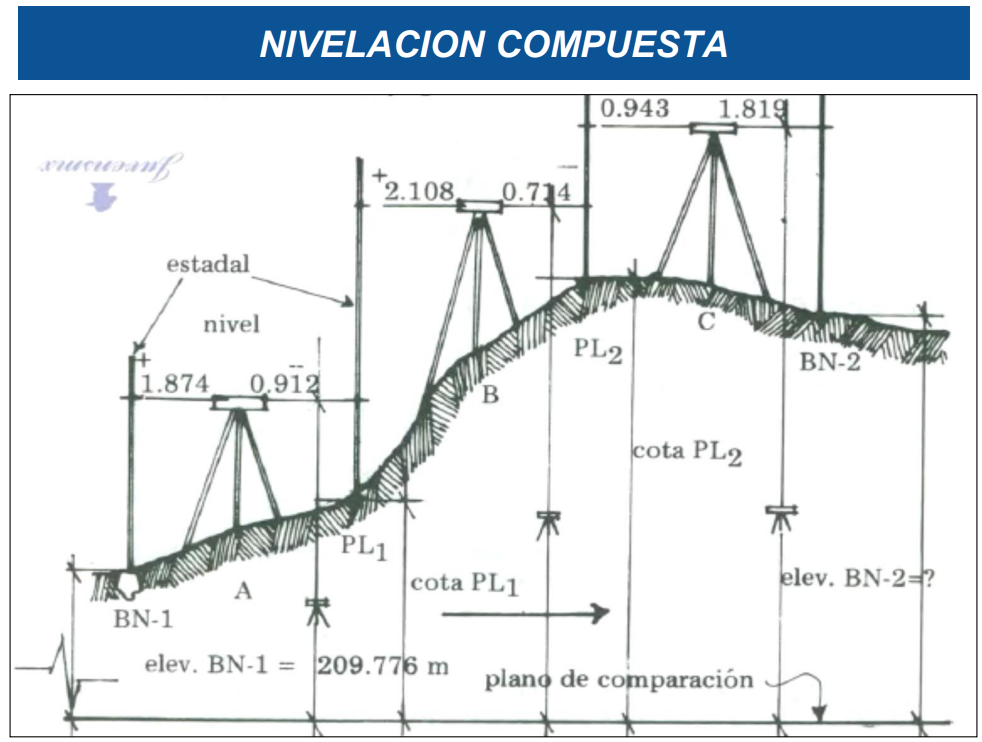 NIVELACION COMPUESTA
0.943 1.819
+ 2.108 0.714 –
estadal
nivel
+ 1.874 0.912 --
PL2
C
BN-2
B
cota PL2
PL1
A
cota PL1
elev. BN-2=?
BN-1
elev. BN-1 = 209.776 m
plano de comparación